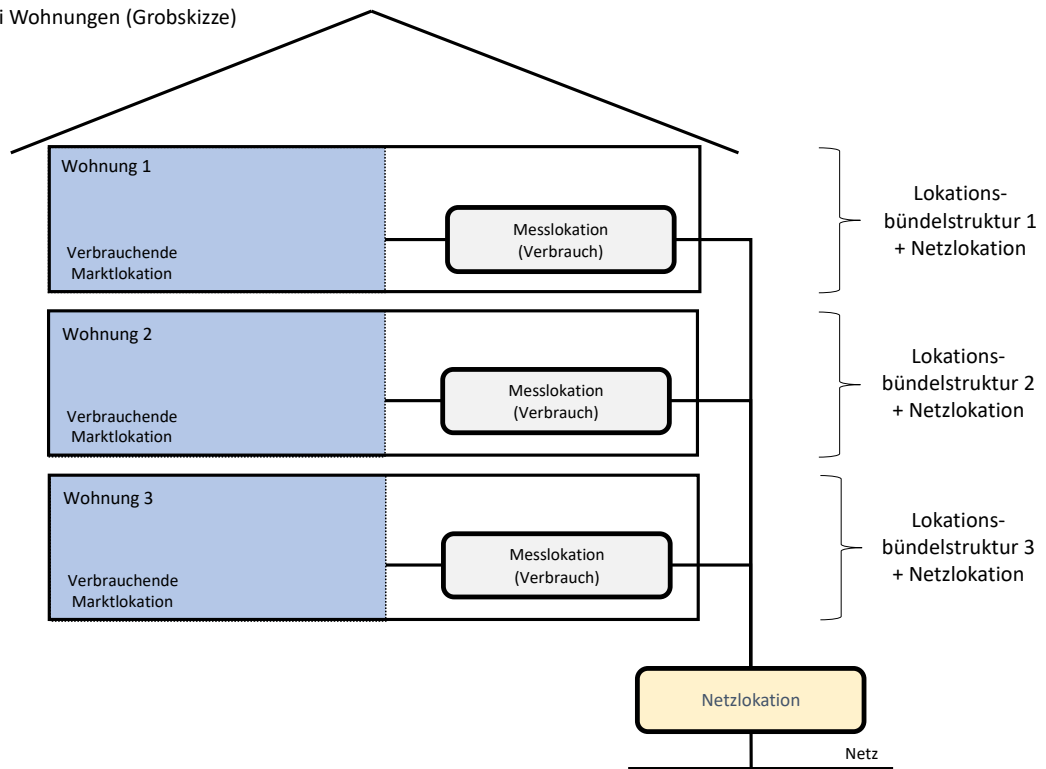 i Wohnungen (Grobskizze)
Wohnung 1
Verbrauchende
Marktlokation
Messlokation
(Verbrauch)
Lokations-
bündelstruktur 1
+ Netzlokation
Wohnung 2
Verbrauchende
Marktlokation
Messlokation
(Verbrauch)
Lokations-
bündelstruktur 2
+ Netzlokation
Wohnung 3
Verbrauchende
Marktlokation
Messlokation
(Verbrauch)
Lokations-
bündelstruktur 3
+ Netzlokation
Netzlokation
Netz